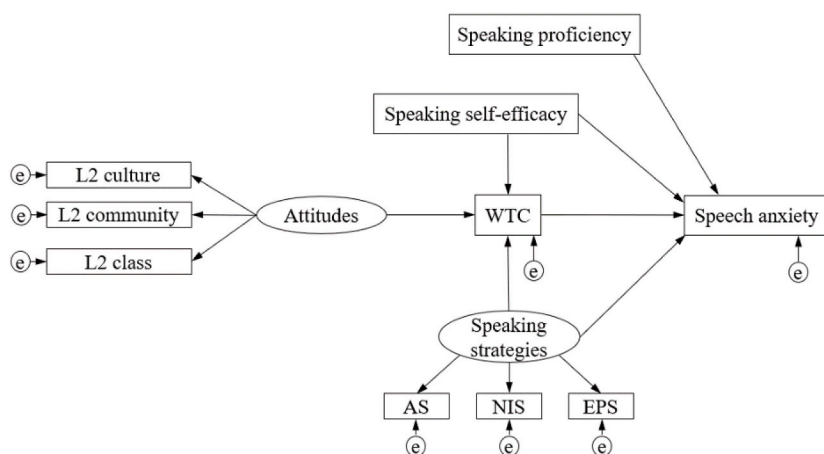 Speaking proficiency
Speaking self-efficacy
e
L2 culture
e
L2 community
Attitudes
WTC
Speech anxiety
e
L2 class
e
e
Speaking
strategies
AS
NIS
EPS
e
e
e